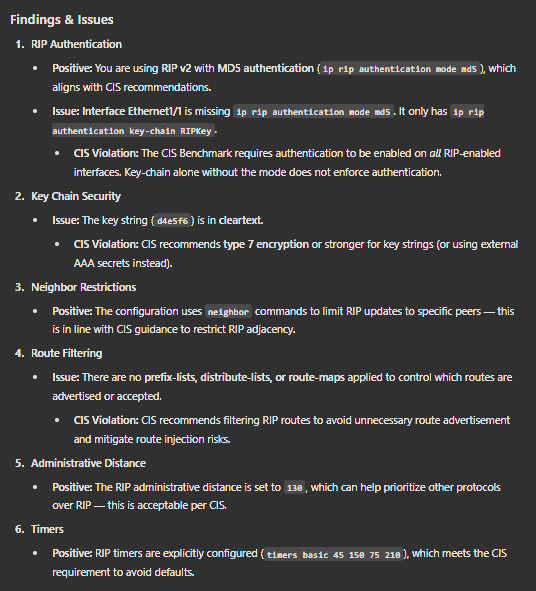 Findings & Issues
1. RIP Authentication
• Positive: You are using RIP v2 with MD5 authentication (ip rip authentication mode md5), which
aligns with CIS recommendations.
• Issue: Interface Ethernet1/1 is missing ip rip authentication mode md5. It only has ip rip
authentication key-chain RIPKey.
• CIS Violation: The CIS Benchmark requires authentication to be enabled on all RIP-enabled
interfaces. Key-chain alone without the mode does not enforce authentication.
2. Key Chain Security
• Issue: The key string (d4e5f6) is in cleartext.
• CIS Violation: CIS recommends type 7 encryption or stronger for key strings (or using external
AAA secrets instead).
3. Neighbor Restrictions
• Positive: The configuration uses neighbor commands to limit RIP updates to specific peers — this
is in line with CIS guidance to restrict RIP adjacency.
4. Route Filtering
• Issue: There are no prefix-lists, distribute-lists, or route-maps applied to control which routes are
advertised or accepted.
• CIS Violation: CIS recommends filtering RIP routes to avoid unnecessary route advertisement
and mitigate route injection risks.
5. Administrative Distance
• Positive: The RIP administrative distance is set to 130, which can help prioritize other protocols
over RIP — this is acceptable per CIS.
6. Timers
• Positive: RIP timers are explicitly configured (timers basic 45 150 75 210), which meets the CIS
requirement to avoid defaults.